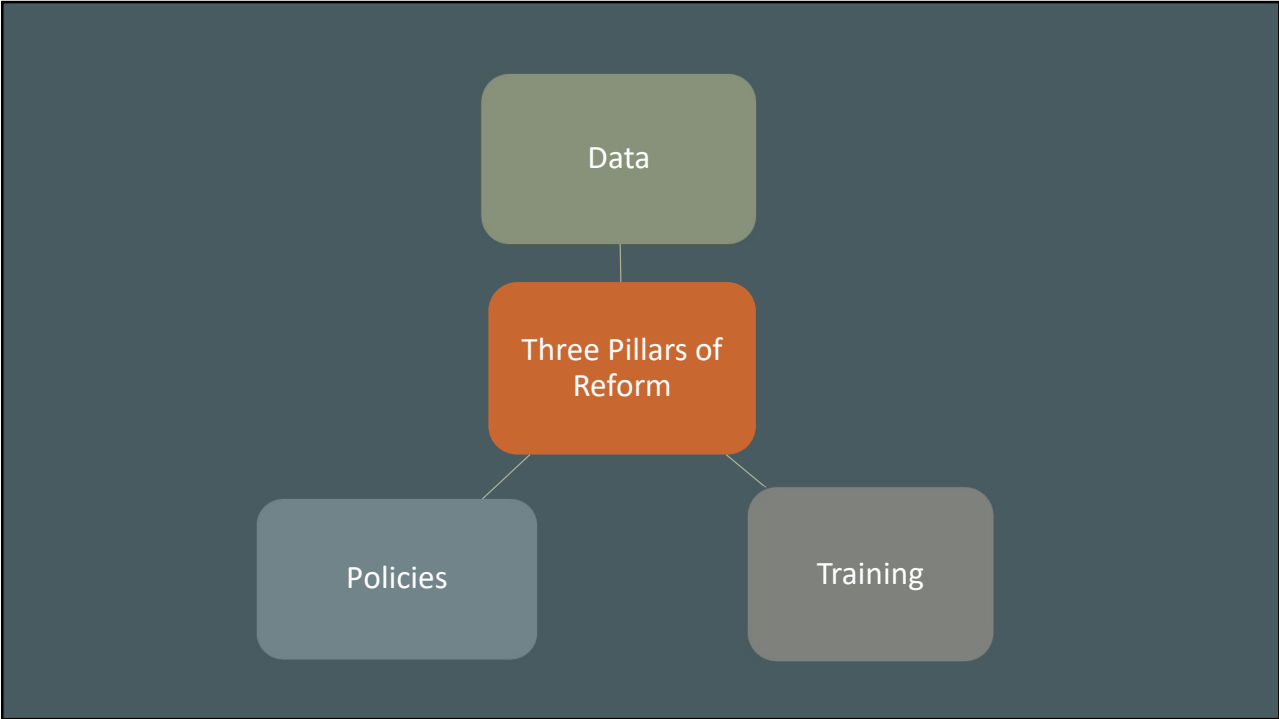 Data
Three Pillars of
Reform
Policies
Training